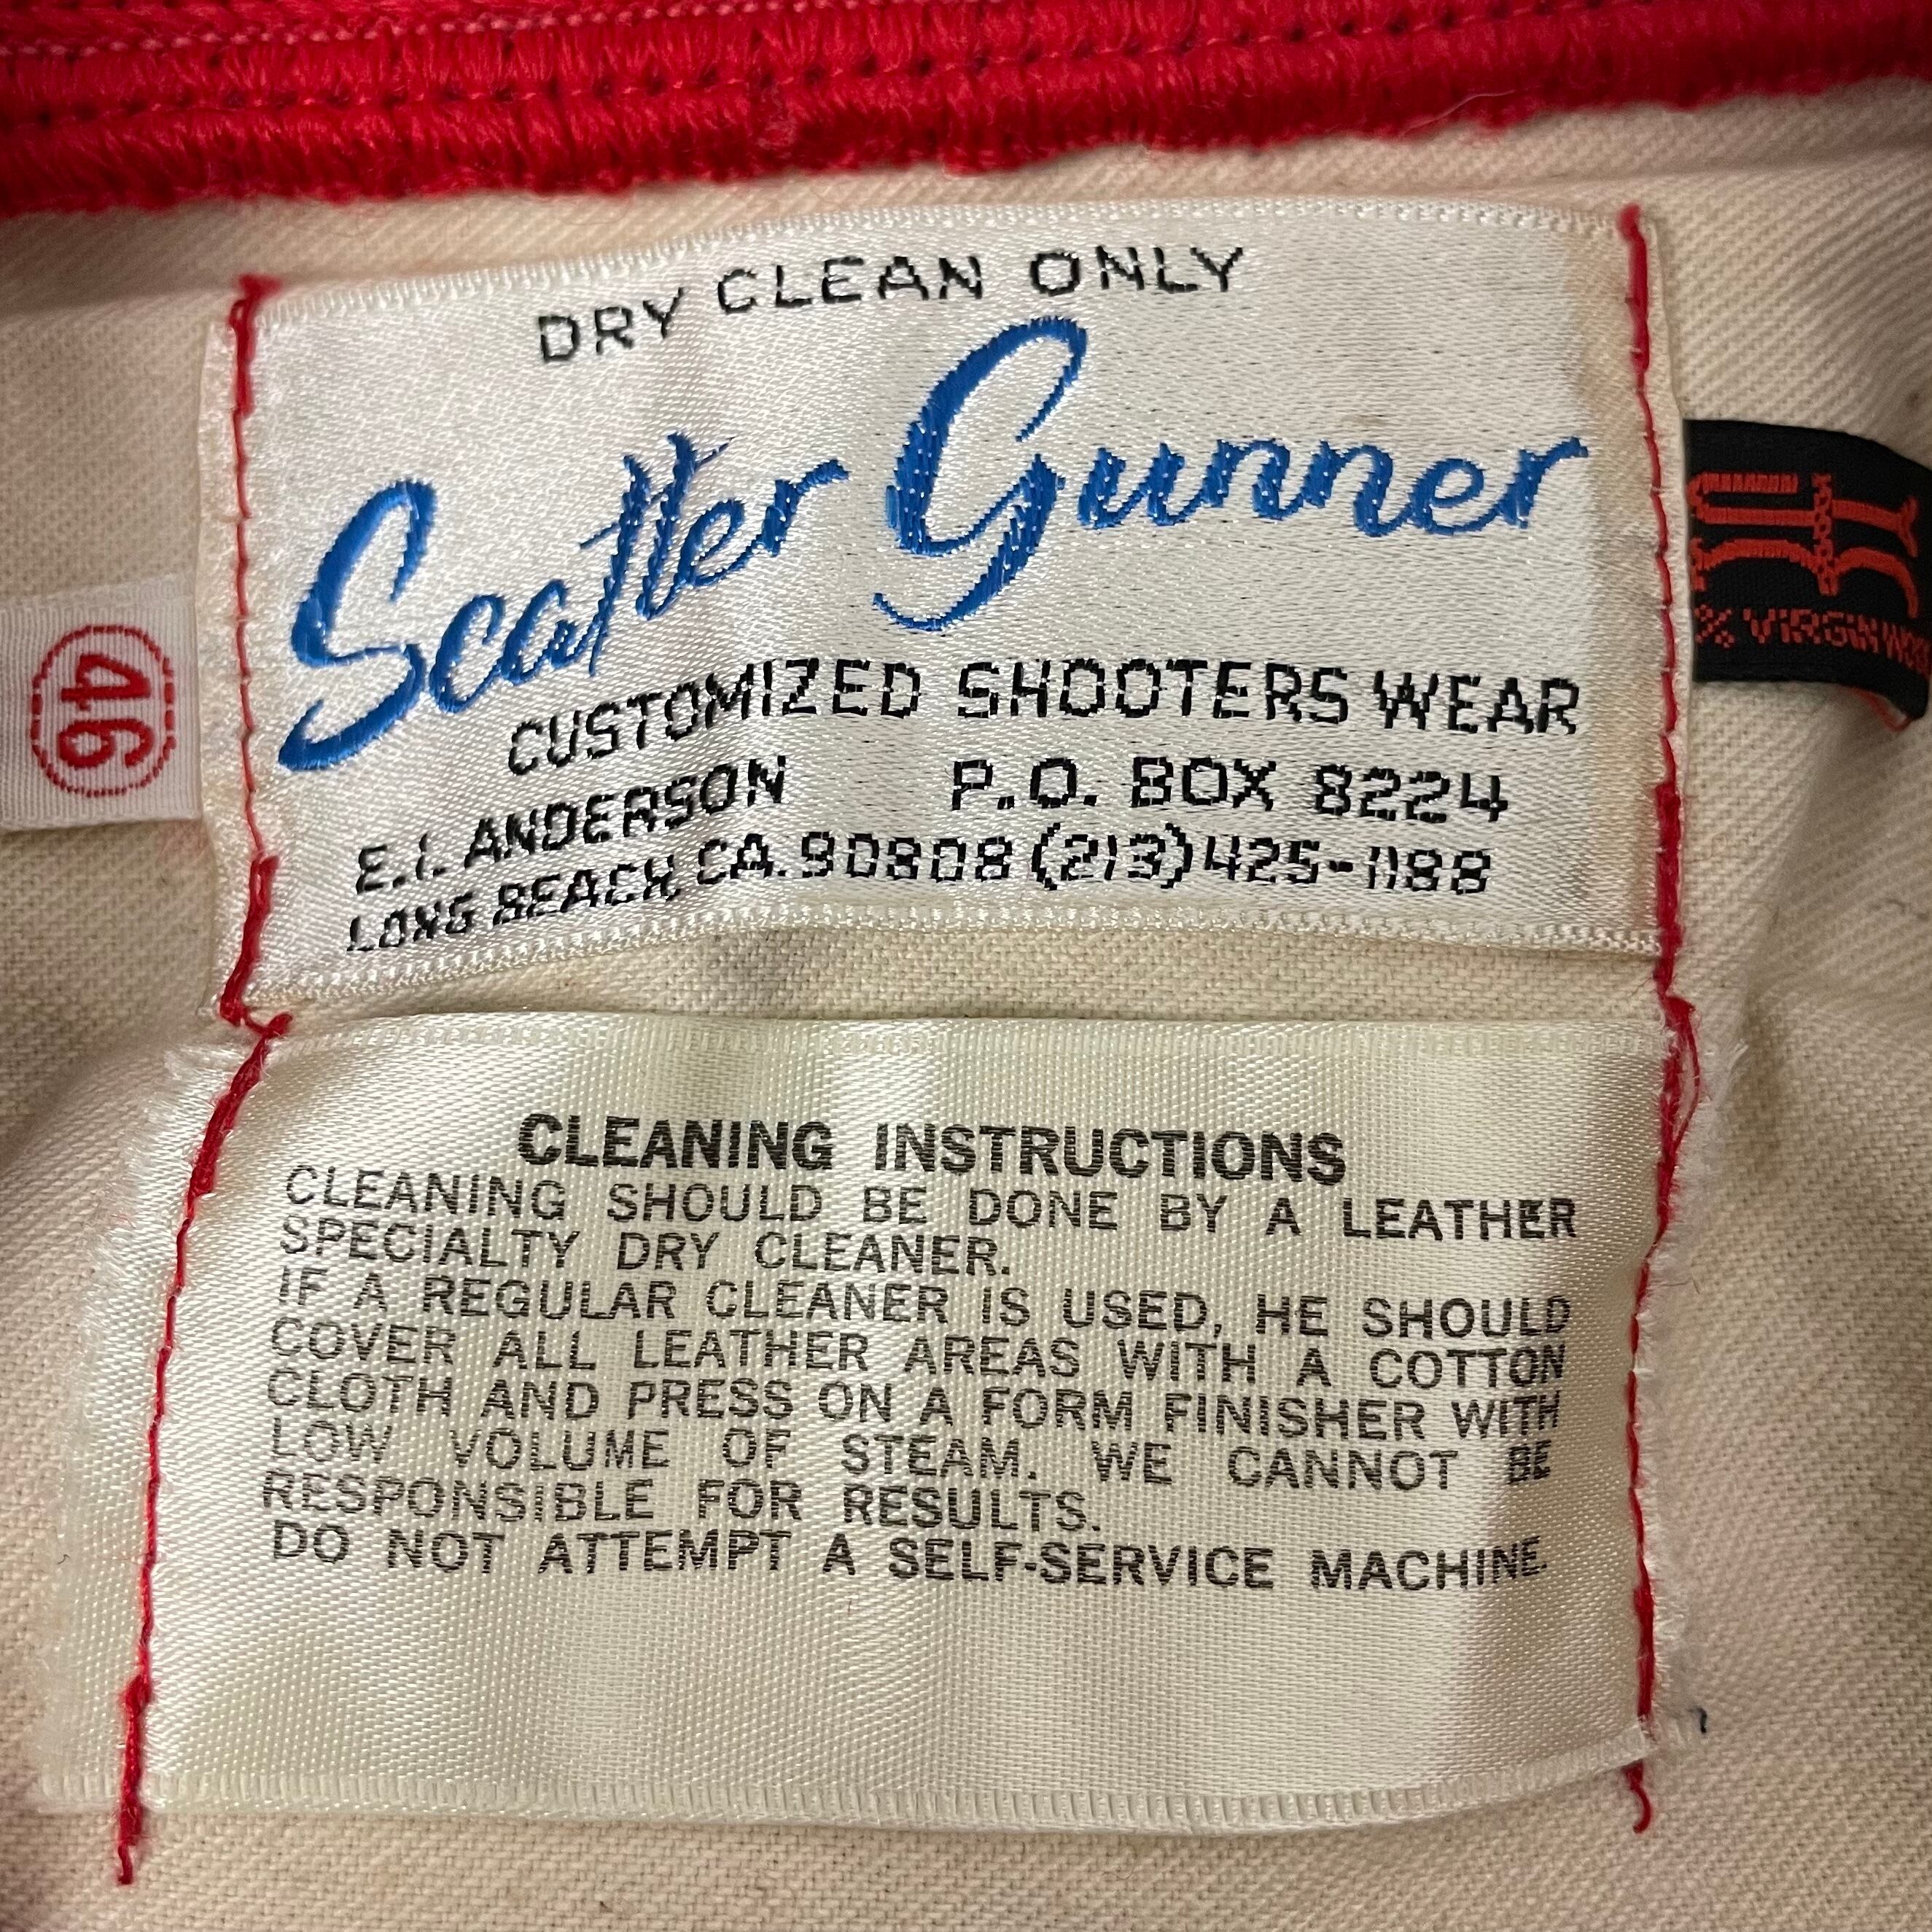 DRY CLEAN ONLY
Scatter Gunner
CUSTOMIZED SHOOTERS WEAR
E.I. ANDERSON P.O. BOX 8224
LONG BEACH CA. 90808 (213) 425-1188
46
% VIRGIN WOOL
CLEANING INSTRUCTIONS
CLEANING SHOULD BE DONE BY A LEATHER
SPECIALTY DRY CLEANER.
IF A REGULAR CLEANER IS USED, HE SHOULD
COVER ALL LEATHER AREAS WITH A COTTON
CLOTH AND PRESS ON A FORM FINISHER WITH
LOW VOLUME OF STEAM. WE CANNOT BE
RESPONSIBLE FOR RESULTS.
DO NOT ATTEMPT A SELF-SERVICE MACHINE.